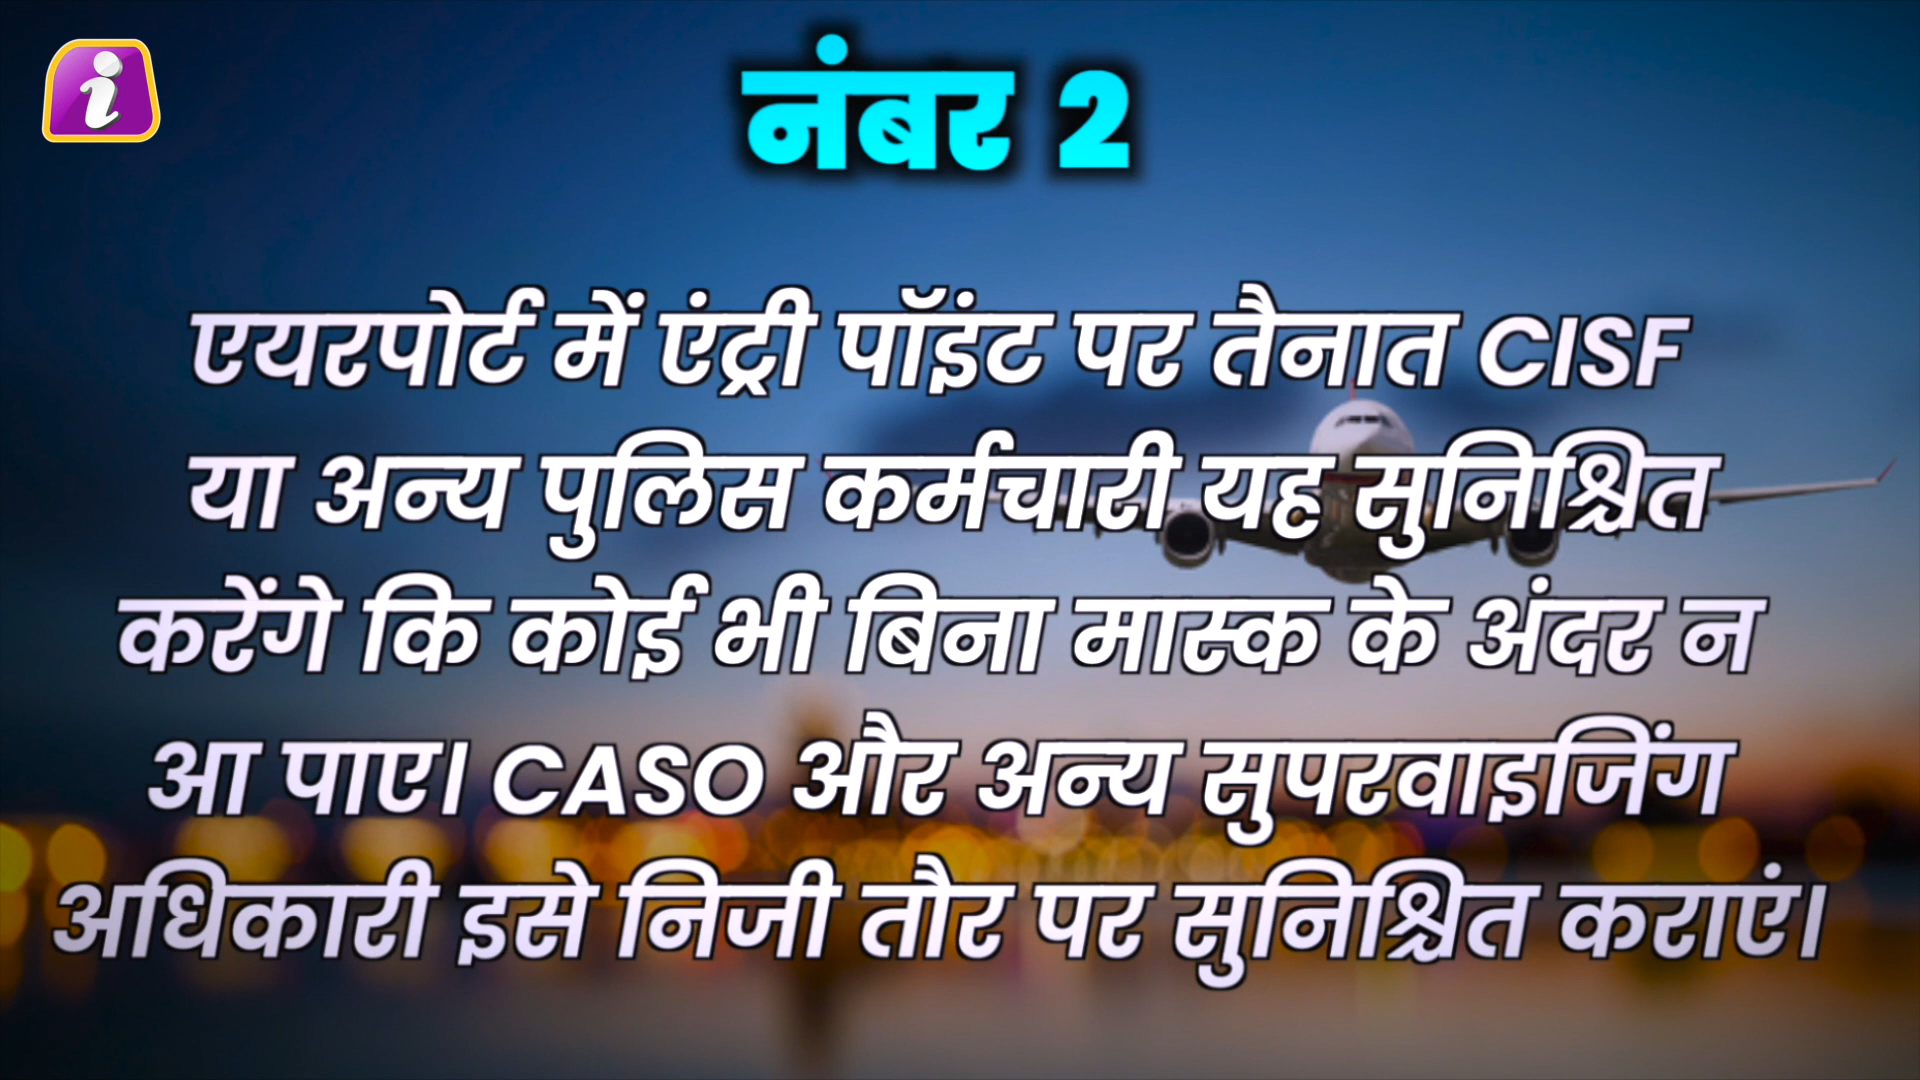 नंबर 2
एयरपोर्ट में एंट्री पॉइंट पर तैनात CISF
या अन्य पुलिस कर्मचारी यह सुनिश्चित
करेंगे कि कोई भी बिना मास्क के अंदर न
आ पाए। CASO और अन्य सुपरवाइजिंग
अधिकारी इसे निजी तौर पर सुनिश्चित कराएं।